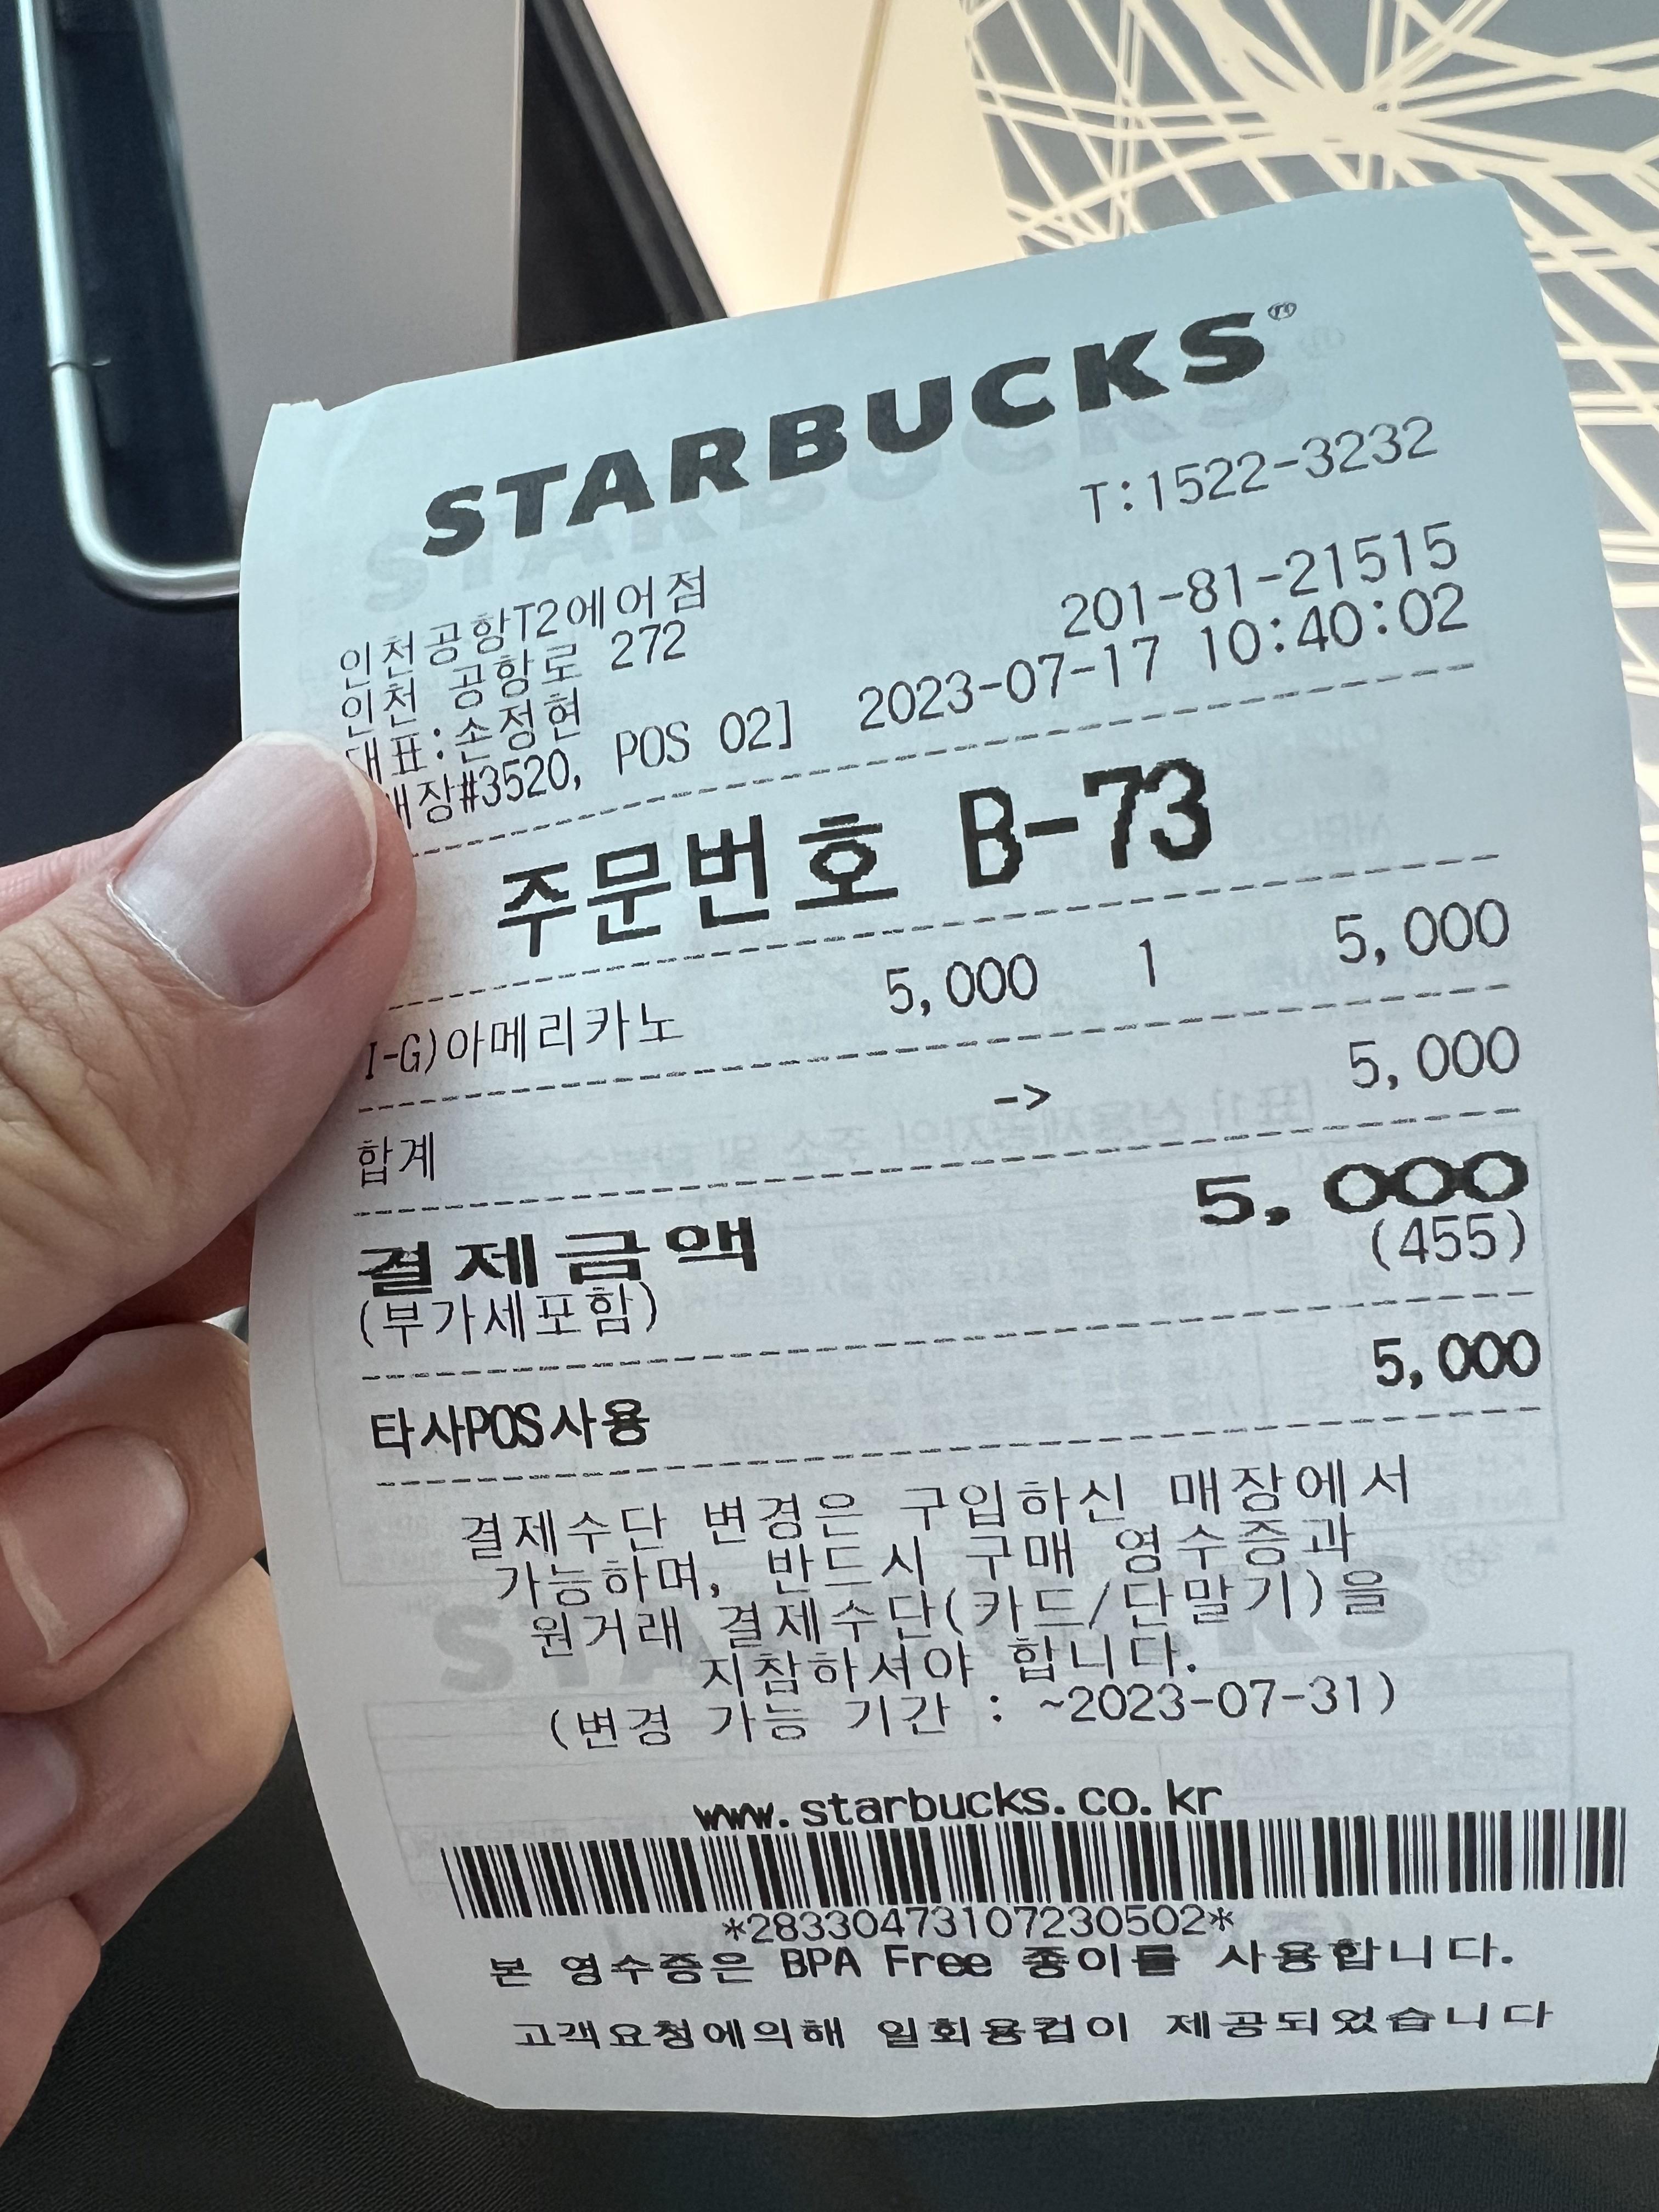 STARBUCKS®
T:1522-3232
인천공항T2에어점
인천 공항로 272 201-81-21515
대표:손정현
매장#3520, POS 02] 2023-07-17 10:40:02
주문번호 B-73
I-G)아메리카노 5,000 1 5,000
합계 -> 5,000
결제금액 5,000
(부가세포함) (455)
타사POS사용 5,000
결제수단 변경은 구입하신 매장에서
가능하며, 반드시 구매 영수증과
원거래 결제수단(카드/단말기)을
지참하셔야 합니다.
(변경 가능 기간 : ~2023-07-31)
www.starbucks.co.kr
*28330473107230502*
본 영수증은 BPA Free 종이를 사용합니다.
고객요청에의해 일회용컵이 제공되었습니다